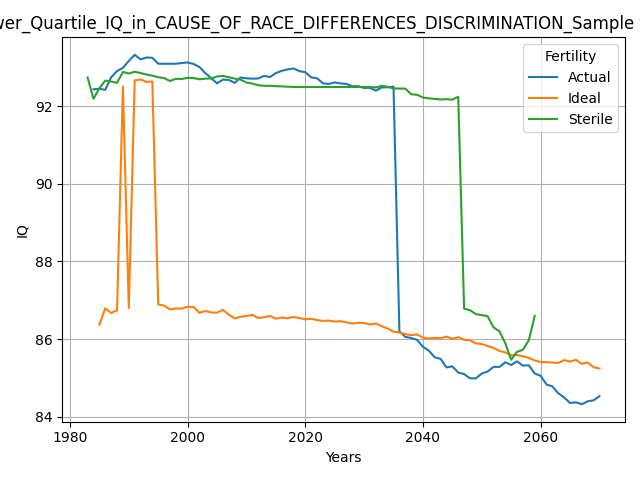 wer_Quartile_IQ_in_CAUSE_OF_RACE_DIFFERENCES_DISCRIMINATION_Sample
Fertility
Actual
Ideal
Sterile
92
90
88
86
84
IQ
1980
2000
2020
2040
2060
Years